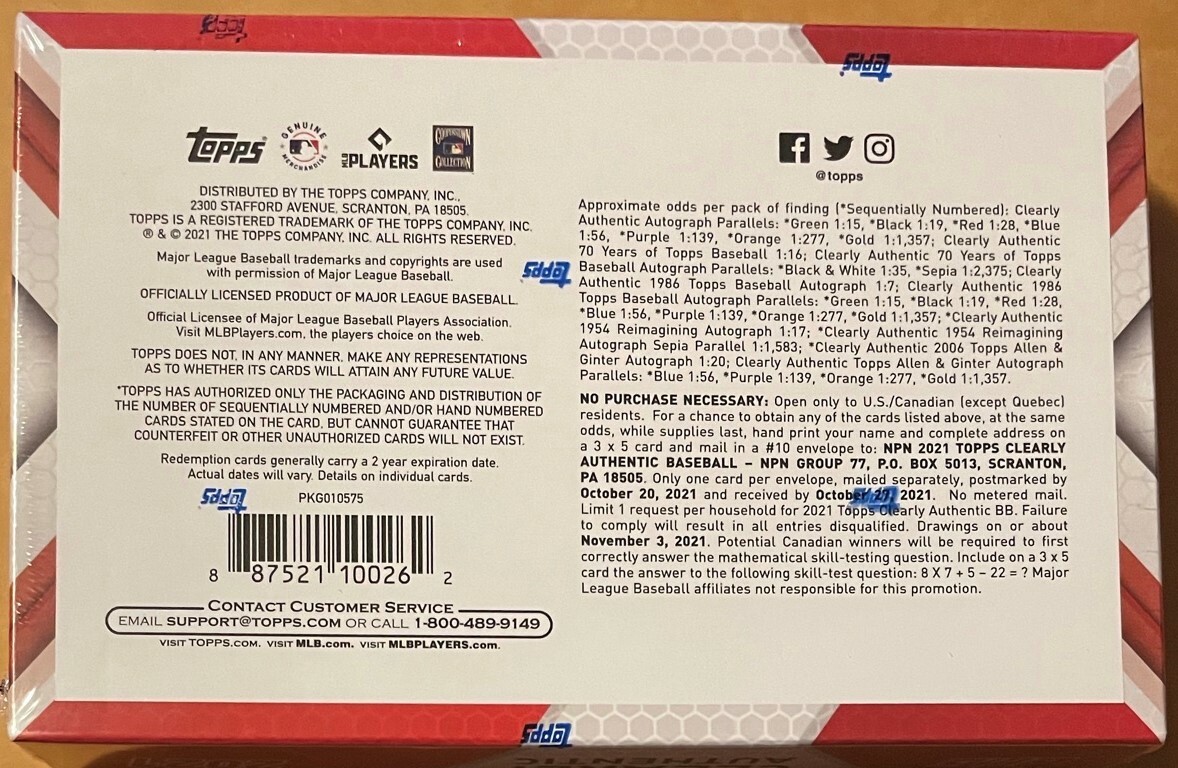 Topps
GENUINE
MERCHANDISE
MLB PLAYERS
COOPERSTOWN
COLLECTION
DISTRIBUTED BY THE TOPPS COMPANY, INC.,
2300 STAFFORD AVENUE, SCRANTON, PA 18505.
TOPPS IS A REGISTERED TRADEMARK OF THE TOPPS COMPANY, INC.
® & © 2021 THE TOPPS COMPANY, INC. ALL RIGHTS RESERVED.
Major League Baseball trademarks and copyrights are used
with permission of Major League Baseball.
OFFICIALLY LICENSED PRODUCT OF MAJOR LEAGUE BASEBALL.
Official Licensee of Major League Baseball Players Association.
Visit MLBPlayers.com, the players choice on the web.
TOPPS DOES NOT, IN ANY MANNER, MAKE ANY REPRESENTATIONS
AS TO WHETHER ITS CARDS WILL ATTAIN ANY FUTURE VALUE.
*TOPPS HAS AUTHORIZED ONLY THE PACKAGING AND DISTRIBUTION OF
THE NUMBER OF SEQUENTIALLY NUMBERED AND/OR HAND NUMBERED
CARDS STATED ON THE CARD, BUT CANNOT GUARANTEE THAT
COUNTERFEIT OR OTHER UNAUTHORIZED CARDS WILL NOT EXIST.
Redemption cards generally carry a 2 year expiration date.
Actual dates will vary. Details on individual cards.
PKG010575
8 87521 10026 2
CONTACT CUSTOMER SERVICE
EMAIL SUPPORT@TOPPS.COM OR CALL 1-800-489-9149
VISIT TOPPS.COM. VISIT MLB.com. VISIT MLBPLAYERS.com.
@topps
Approximate odds per pack of finding (*Sequentially Numbered): Clearly
Authentic Autograph Parallels: *Green 1:15, *Black 1:19, *Red 1:28, *Blue
1:56, *Purple 1:139, *Orange 1:277, *Gold 1:1,357; Clearly Authentic
70 Years of Topps Baseball 1:16; Clearly Authentic 70 Years of Topps
Baseball Autograph Parallels: *Black & White 1:35, *Sepia 1:2,375; Clearly
Authentic 1986 Topps Baseball Autograph 1:7; Clearly Authentic 1986
Topps Baseball Autograph Parallels: *Green 1:15, *Black 1:19, *Red 1:28,
*Blue 1:56, *Purple 1:139, *Orange 1:277, *Gold 1:1,357; *Clearly Authentic
1954 Reimagining Autograph 1:17; *Clearly Authentic 1954 Reimagining
Autograph Sepia Parallel 1:1,583; *Clearly Authentic 2006 Topps Allen &
Ginter Autograph 1:20; Clearly Authentic Topps Allen & Ginter Autograph
Parallels: *Blue 1:56, *Purple 1:139, *Orange 1:277, *Gold 1:1,357.
NO PURCHASE NECESSARY: Open only to U.S./Canadian (except Quebec)
residents. For a chance to obtain any of the cards listed above, at the same
odds, while supplies last, hand print your name and complete address on
a 3 x 5 card and mail in a #10 envelope to: NPN 2021 TOPPS CLEARLY
AUTHENTIC BASEBALL – NPN GROUP 77, P.O. BOX 5013, SCRANTON,
PA 18505. Only one card per envelope, mailed separately, postmarked by
October 20, 2021 and received by October 27, 2021. No metered mail.
Limit 1 request per household for 2021 Topps Clearly Authentic BB. Failure
to comply will result in all entries disqualified. Drawings on or about
November 3, 2021. Potential Canadian winners will be required to first
correctly answer the mathematical skill-testing question. Include on a 3 x 5
card the answer to the following skill-test question: 8 X 7 + 5 – 22 = ? Major
League Baseball affiliates not responsible for this promotion.
Topps
Topps
Topps
Topps
Topps
Topps
AUTHENTIC